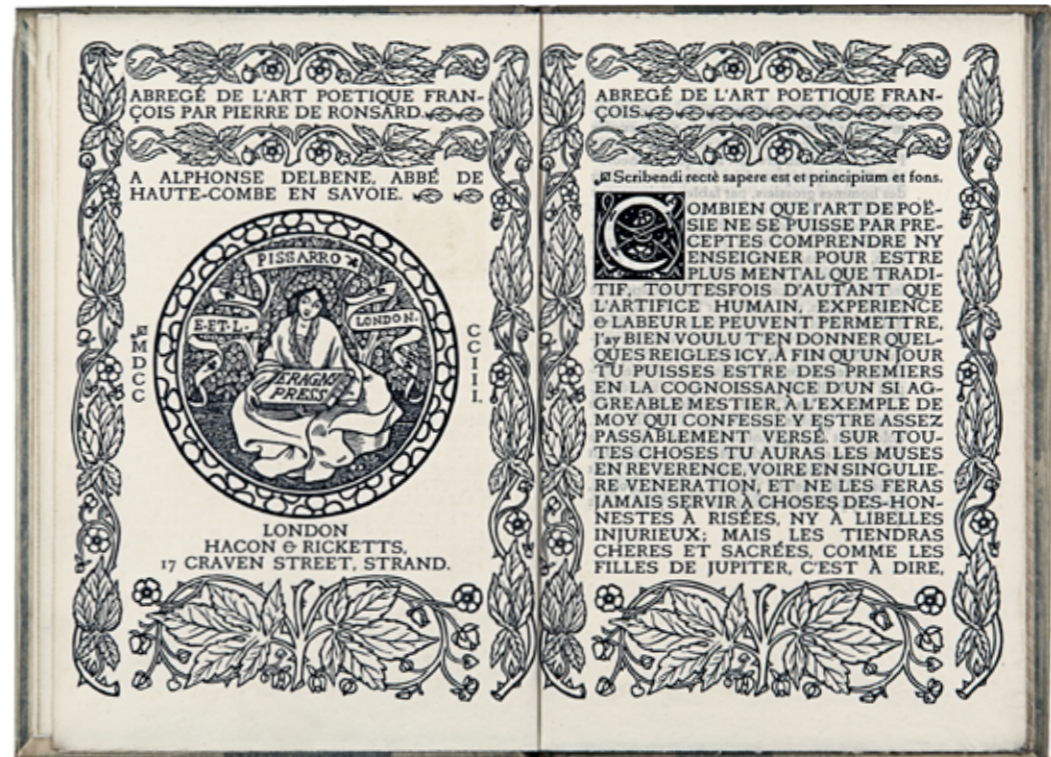 ABREGÉ DE L'ART POETIQUE FRAN-
ÇOIS PAR PIERRE DE RONSARD.
A ALPHONSE DELBENE, ABBÉ DE
HAUTE-COMBE EN SAVOIE.
PISSARRO
E·ET·L·
LONDON.
ERAGNY
PRESS
MDCC
CCIII.
LONDON
HACON & RICKETTS,
17 CRAVEN STREET, STRAND.
ABREGÉ DE L'ART POETIQUE FRAN-
ÇOIS.
Scribendi rectè sapere est et principium et fons.
COMBIEN QUE l'ART DE POË-
SIE NE SE PUISSE PAR PRE-
CEPTES COMPRENDRE NY
ENSEIGNER POUR ESTRE
PLUS MENTAL QUE TRADI-
TIF, TOUTESFOIS D'AUTANT QUE
L'ARTIFICE HUMAIN, EXPERIENCE
& LABEUR LE PEUVENT PERMETTRE,
j'ay BIEN VOULU T'EN DONNER QUEL-
QUES REIGLES ICY, À FIN QU'UN JOUR
TU PUISSES ESTRE DES PREMIERS
EN LA COGNOISSANCE D'UN SI AG-
GREABLE MESTIER, À L'EXEMPLE DE
MOY QUI CONFESSE Y ESTRE ASSEZ
PASSABLEMENT VERSÉ. SUR TOU-
TES CHOSES TU AURAS LES MUSES
EN REVERENCE, VOIRE EN SINGULIE-
RE VENERATION, ET NE LES FERAS
JAMAIS SERVIR À CHOSES DES-HON-
NESTES À RISÉES, NY À LIBELLES
INJURIEUX; MAIS LES TIENDRAS
CHERES ET SACRÉES, COMME LES
FILLES DE JUPITER, C'EST À DIRE,